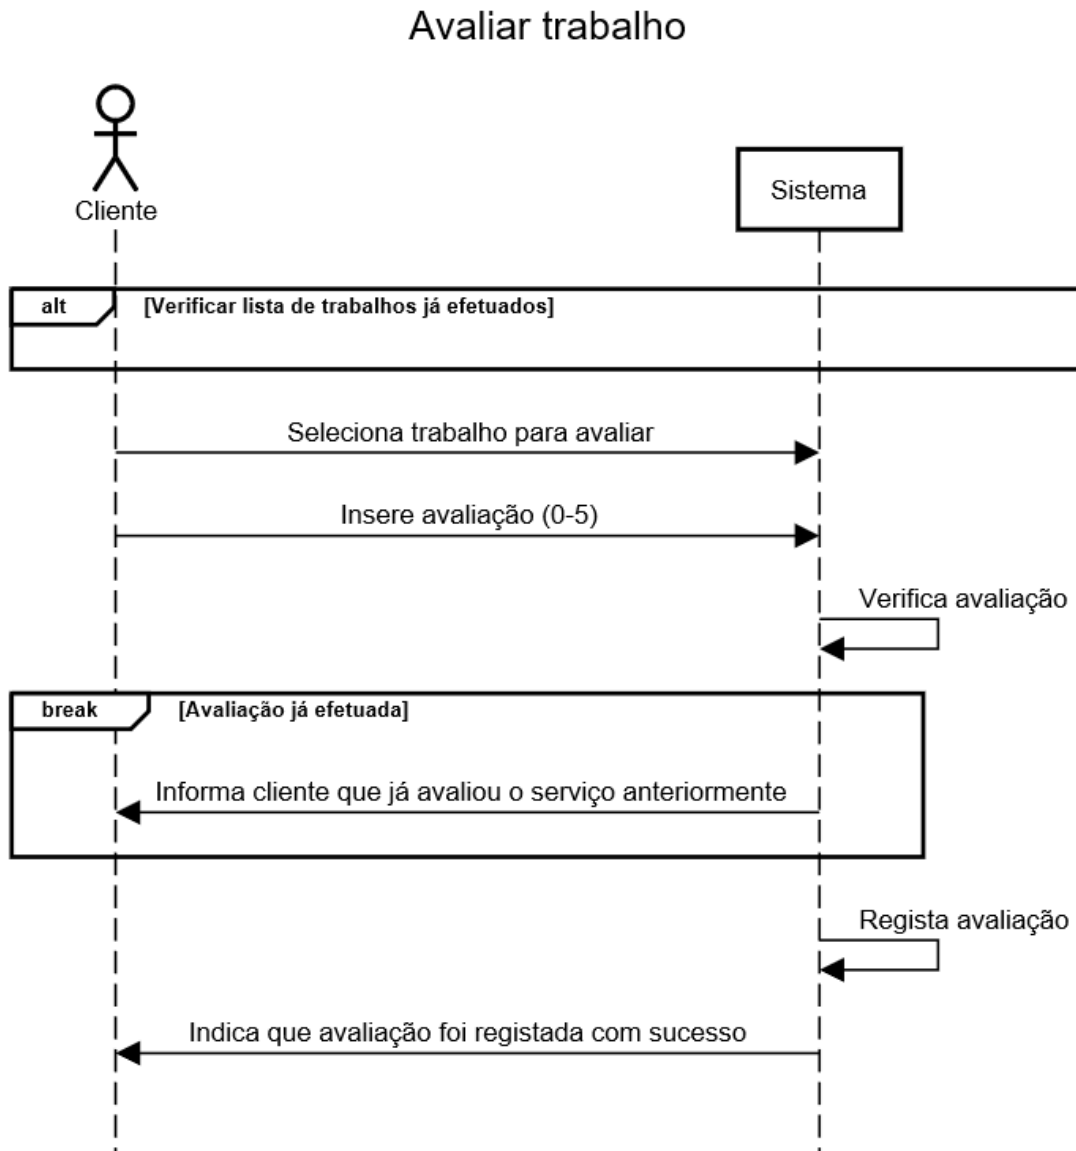 Avaliar trabalho
Cliente
Sistema
alt
[Verificar lista de trabalhos já efetuados]
Seleciona trabalho para avaliar
Insere avaliação (0-5)
Verifica avaliação
break
[Avaliação já efetuada]
Informa cliente que já avaliou o serviço anteriormente
Regista avaliação
Indica que avaliação foi registada com sucesso